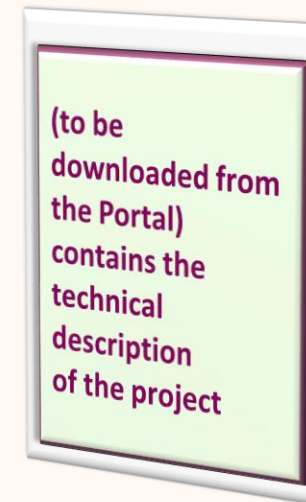 (to be
downloaded from
the Portal)
contains the
technical
description
of the project